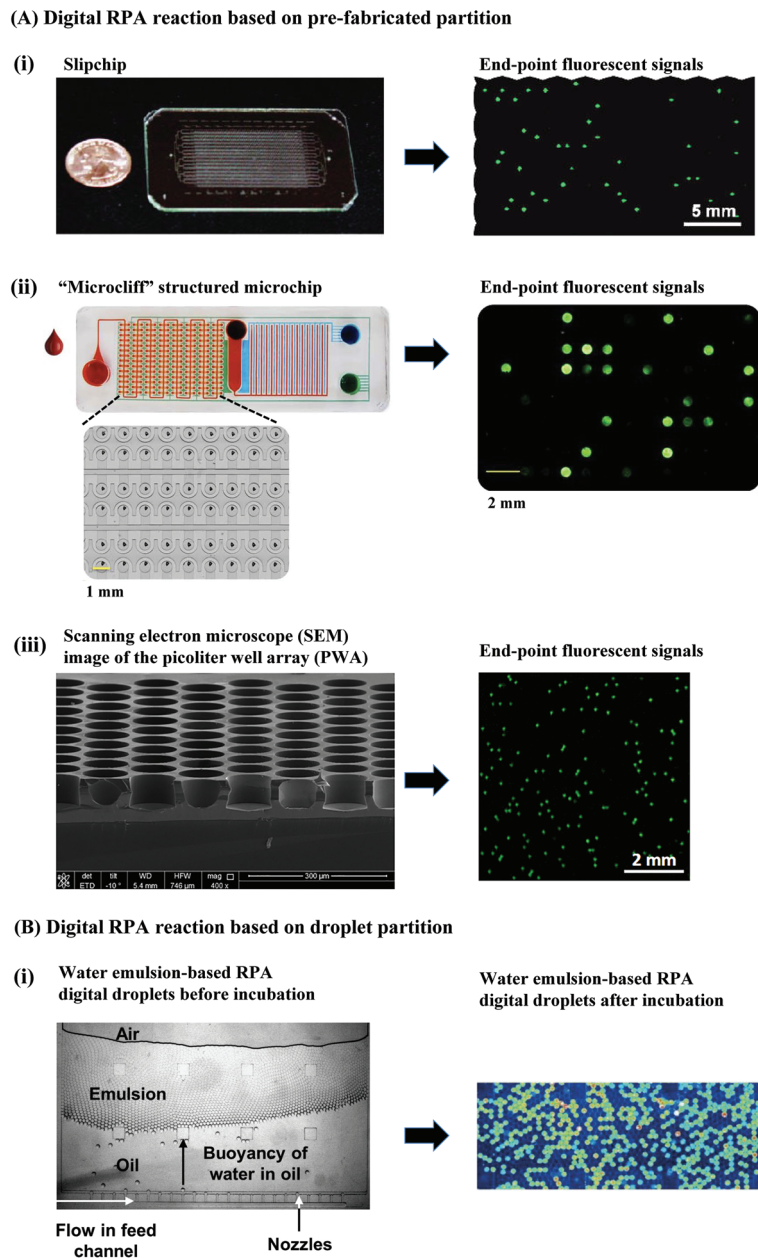 (A) Digital RPA reaction based on pre-fabricated partition
(i)
Slipchip
End-point fluorescent signals
5 mm
(ii)
“Microcliff” structured microchip
End-point fluorescent signals
2 mm
1 mm
(iii)
Scanning electron microscope (SEM)
image of the picoliter well array (PWA)
End-point fluorescent signals
det tilt WD HFW mag
ETD -10 ° 5.4 mm 746 µm 400 x
300 µm
2 mm
(B) Digital RPA reaction based on droplet partition
(i)
Water emulsion-based RPA
digital droplets before incubation
Water emulsion-based RPA
digital droplets after incubation
Air
Emulsion
Oil
Buoyancy of
water in oil
Flow in feed
channel
Nozzles